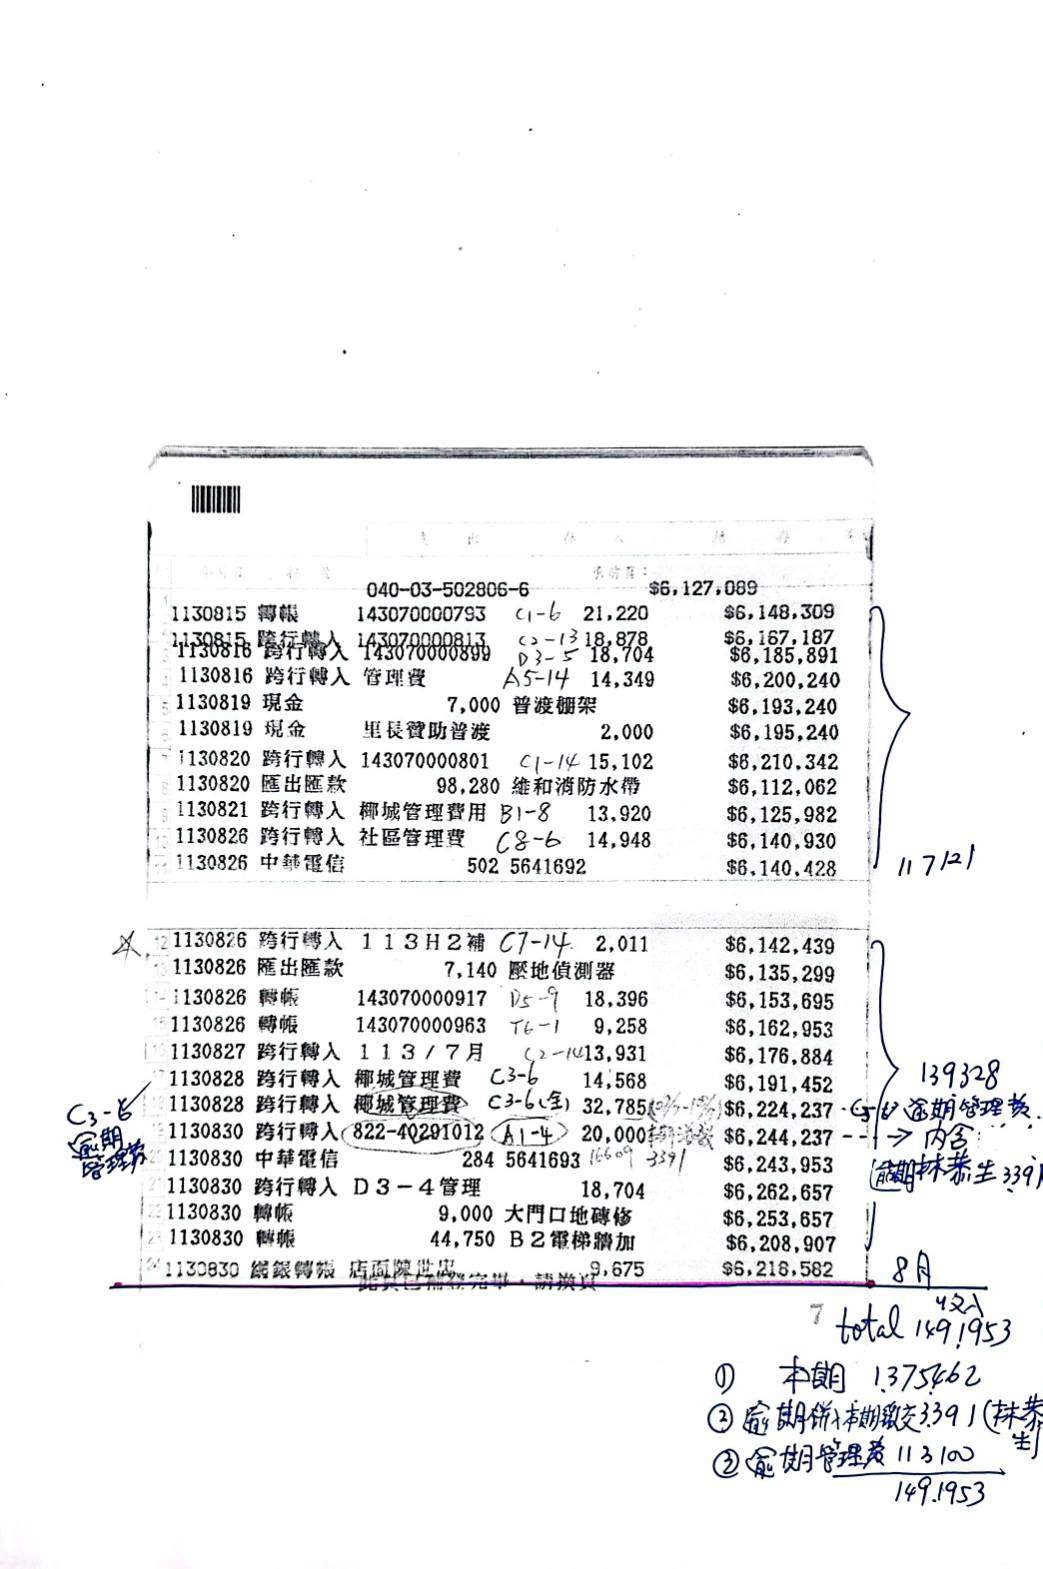 040-03-502806-6 $6,127,089
1130815 轉帳 143070000793 C1-6 21,220 $6,148,309
1130815 跨行轉入 143070000813 C2-13 18,878 $6,167,187
1130816 跨行轉入 143070000899 D3-5 18,704 $6,185,891
1130816 跨行轉入 管理費 A5-14 14,349 $6,200,240
5 1130819 現金 7,000 普渡棚架 $6,193,240
6 1130819 現金 里長贊助普渡 2,000 $6,195,240
7 1130820 跨行轉入 143070000801 C1-14 15,102 $6,210,342
8 1130820 匯出匯款 98,280 維和消防水帶 $6,112,062
9 1130821 跨行轉入 椰城管理費用 B1-8 13,920 $6,125,982
10 1130826 跨行轉入 社區管理費 C8-6 14,948 $6,140,930
11 1130826 中華電信 502 5641692 $6,140,428
117121
12 1130826 跨行轉入 113H2補 C7-14 2,011 $6,142,439
13 1130826 匯出匯款 7,140 壓地偵測器 $6,135,299
14 1130826 轉帳 143070000917 D5-9 18,396 $6,153,695
15 1130826 轉帳 143070000963 T6-1 9,258 $6,162,953
16 1130827 跨行轉入 113/7月 C2-14 13,931 $6,176,884
17 1130828 跨行轉入 椰城管理費 C3-6 14,568 $6,191,452
139328
18 1130828 跨行轉入 椰城管理費 C3-6(全) 32,785 $6,224,237 逾期管理費
C3-6
逾期
管理費
19 1130830 跨行轉入 822-40291012 A1-4 20,000 $6,244,237 → 內含
20 1130830 中華電信 284 5641693 16609 3391 $6,243,953
逾期林恭生3391
21 1130830 跨行轉入 D3-4管理 18,704 $6,262,657
22 1130830 轉帳 9,000 大門口地磚修 $6,253,657
23 1130830 轉帳 44,750 B2電梯牆加 $6,208,907
24 1130830 網銀轉帳 店面陳世忠 9,675 $6,218,582
此頁已補登完畢，請換頁
8月
7
收入
total 149,1953
① 本期 1,375,462
② 逾期併入本期繳交3391(林恭生)
③ 逾期管理費 113100
149,1953